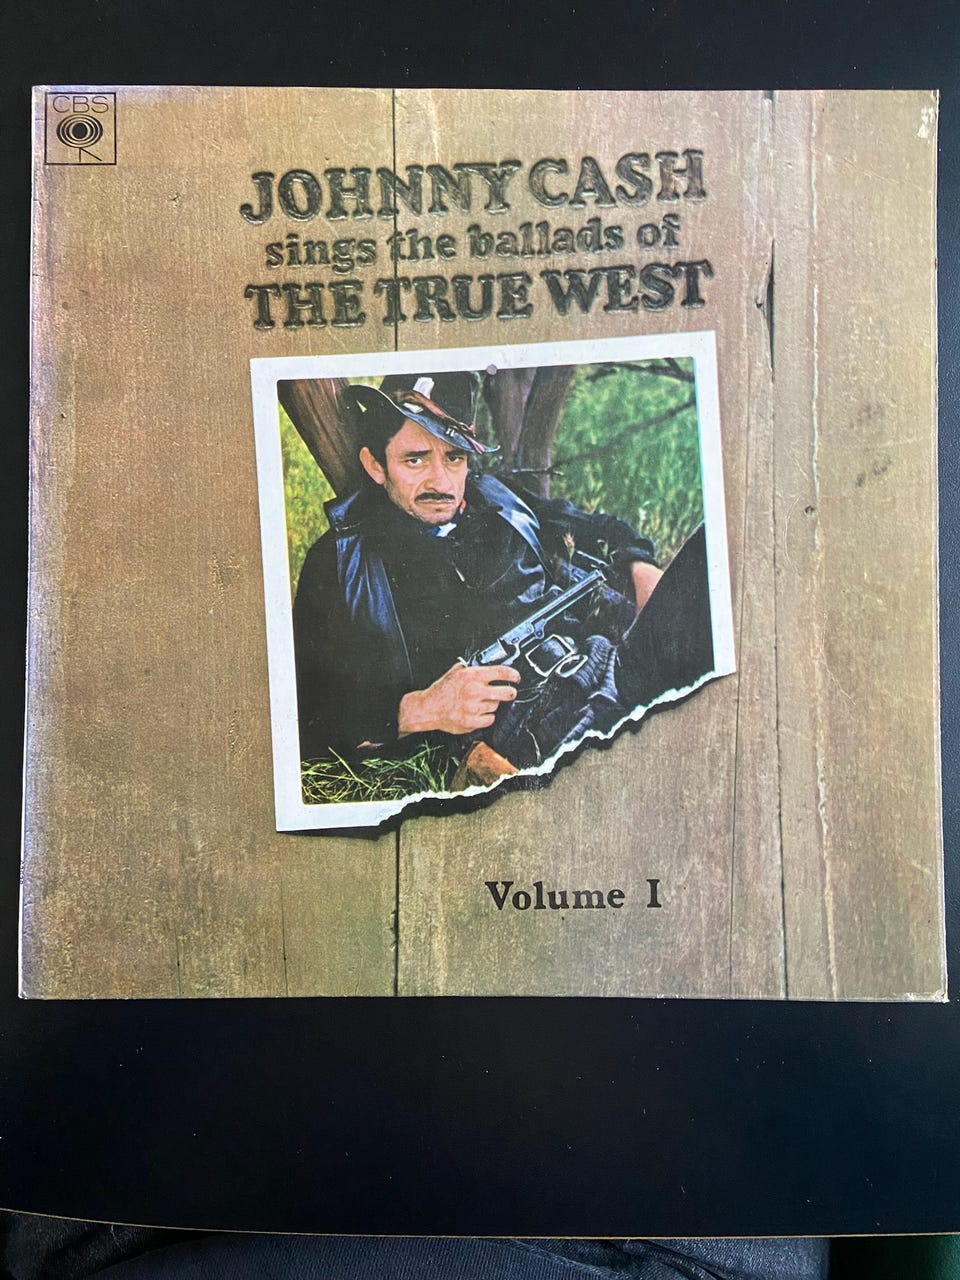 CBS
JOHNNY CASH
sings the ballads of
THE TRUE WEST
Volume I